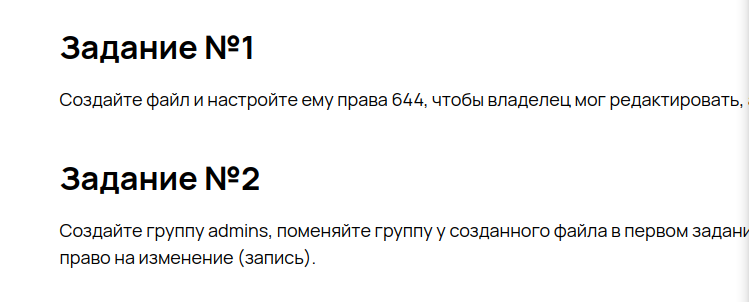 Задание №1
Создайте файл и настройте ему права 644, чтобы владелец мог редактировать,
Задание №2
Создайте группу admins, поменяйте группу у созданного файла в первом задани
право на изменение (запись).